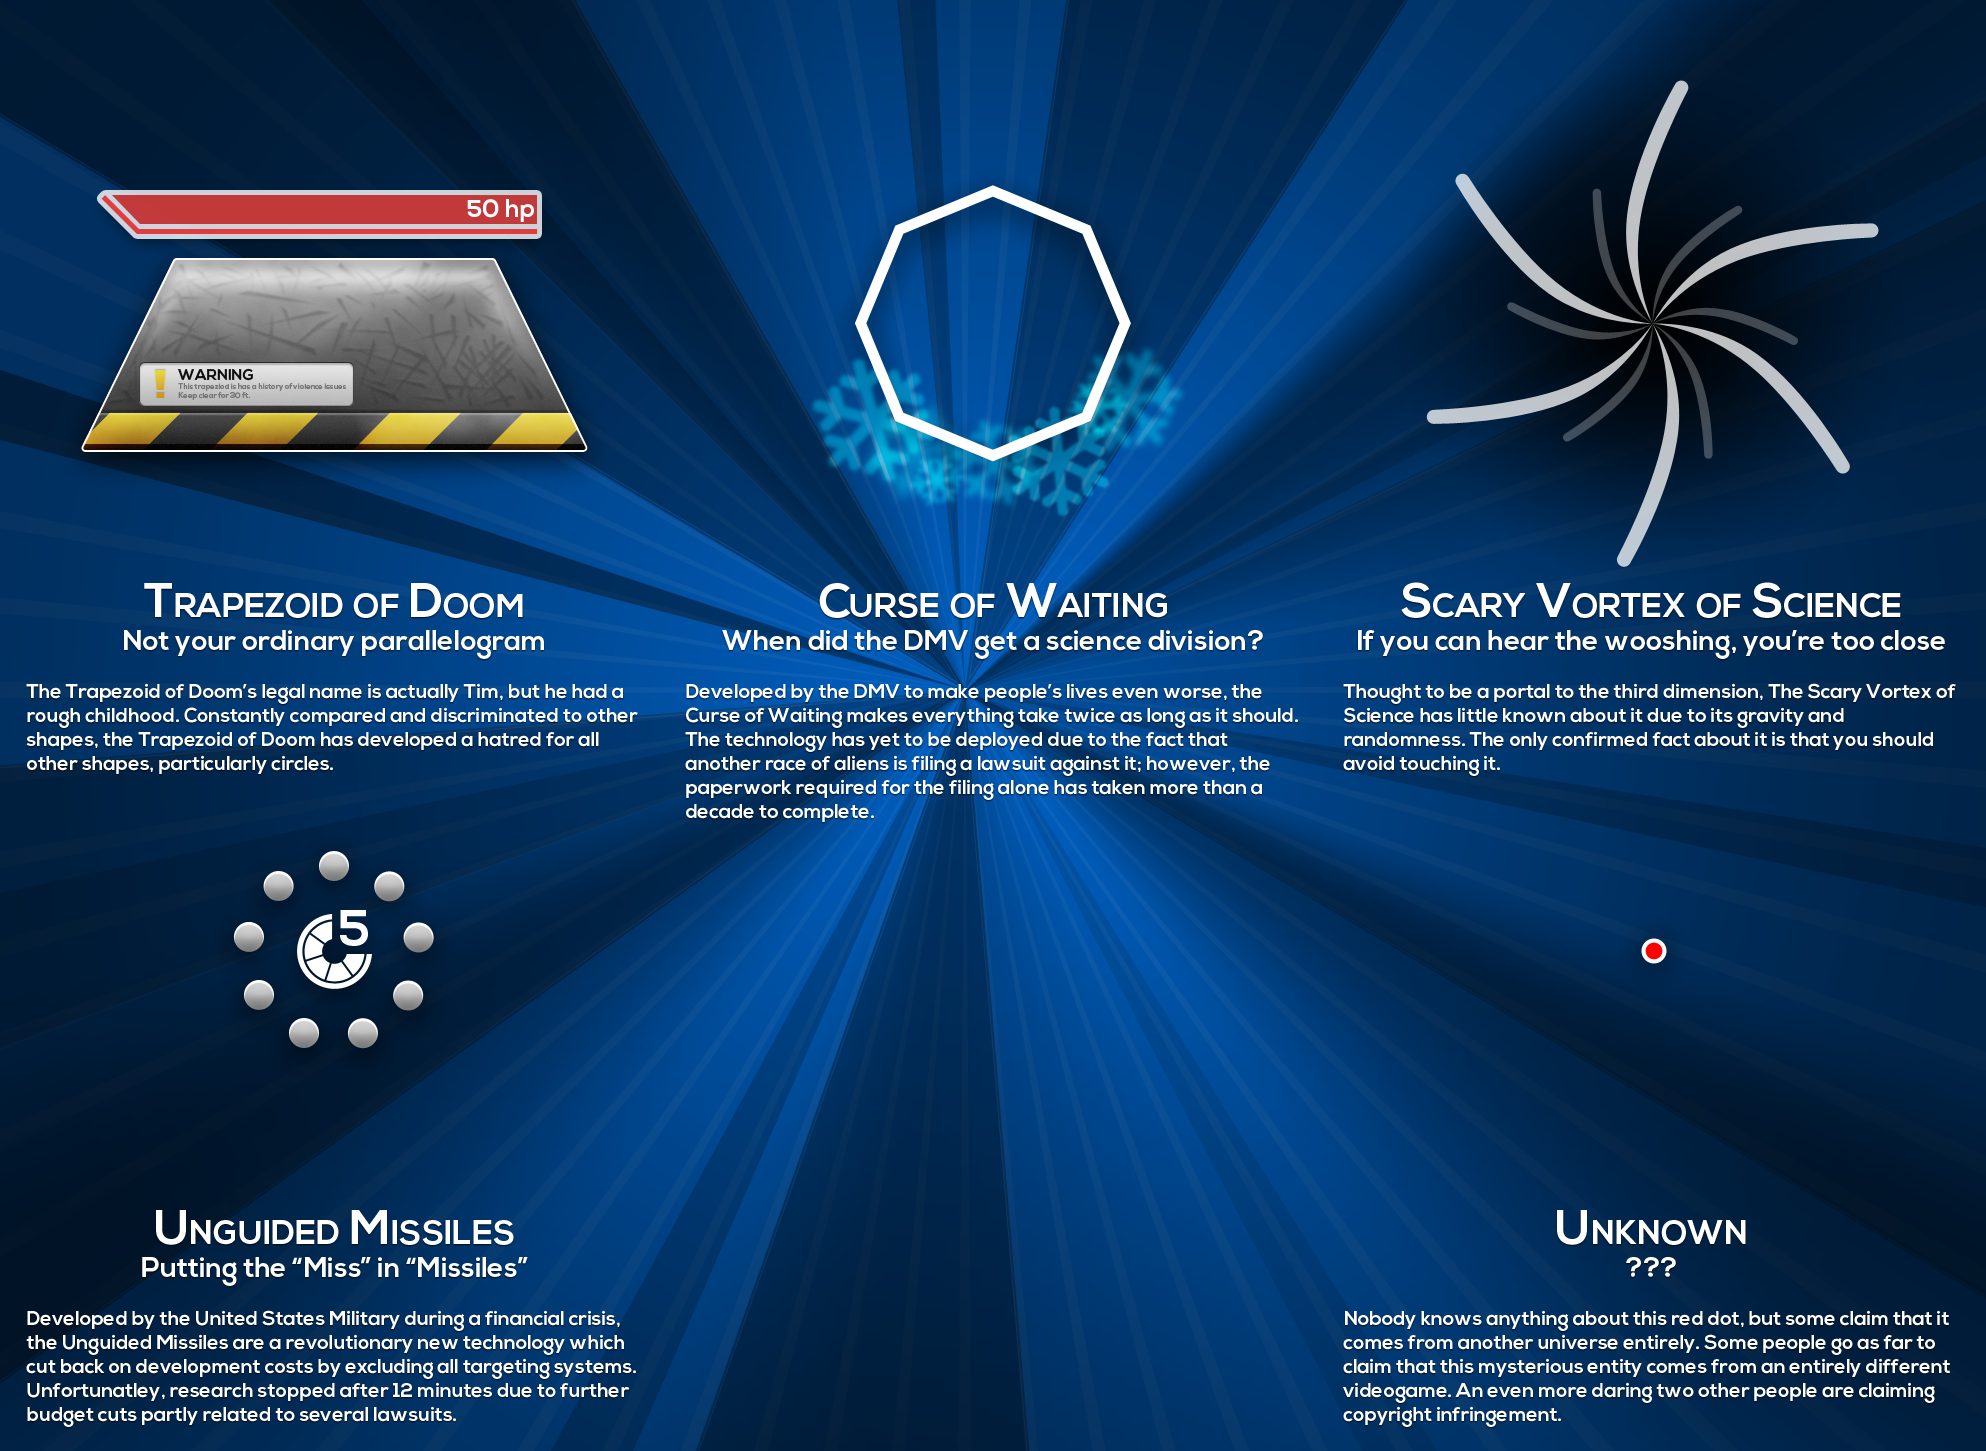 50 hp
WARNING
This trapeziod is has a history of violence issues
Keep clear for 30 ft.
Trapezoid of Doom
Not your ordinary parallelogram
The Trapezoid of Doom's legal name is actually Tim, but he had a
rough childhood. Constantly compared and discriminated to other
shapes, the Trapezoid of Doom has developed a hatred for all
other shapes, particularly circles.
Curse of Waiting
When did the DMV get a science division?
Developed by the DMV to make people's lives even worse, the
Curse of Waiting makes everything take twice as long as it should.
The technology has yet to be deployed due to the fact that
another race of aliens is filing a lawsuit against it; however, the
paperwork required for the filing alone has taken more than a
decade to complete.
Scary Vortex of Science
If you can hear the wooshing, you're too close
Thought to be a portal to the third dimension, The Scary Vortex of
Science has little known about it due to its gravity and
randomness. The only confirmed fact about it is that you should
avoid touching it.
5
Unguided Missiles
Putting the “Miss” in “Missiles”
Developed by the United States Military during a financial crisis,
the Unguided Missiles are a revolutionary new technology which
cut back on development costs by excluding all targeting systems.
Unfortunatley, research stopped after 12 minutes due to further
budget cuts partly related to several lawsuits.
Unknown
???
Nobody knows anything about this red dot, but some claim that it
comes from another universe entirely. Some people go as far to
claim that this mysterious entity comes from an entirely different
videogame. An even more daring two other people are claiming
copyright infringement.